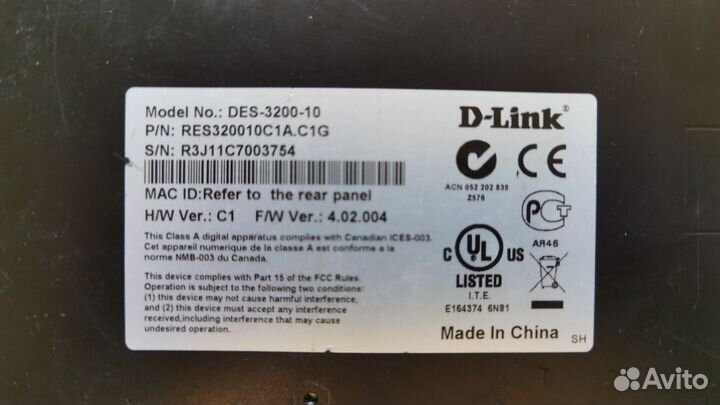 Model No.: DES-3200-10
P/N: RES320010C1A.C1G
S/N: R3J11C7003754
MAC ID:Refer to the rear panel
H/W Ver.: C1 F/W Ver.: 4.02.004
This Class A digital apparatus complies with Canadian ICES-003.
Cet appareil numerique de la classe A est conforme a la
norme NMB-003 du Canada.
This device complies with Part 15 of the FCC Rules.
Operation is subject to the following two conditions:
(1) this device may not cause harmful interference,
and (2) this device must accept any interference
received,including interference that may cause
undesired operation.
D-Link®
CE
ACN 052 202 838
Z576
РСТ
АЯ46
C UL® US
LISTED
I.T.E.
E164374 6N81
Made In China
SH
Avito